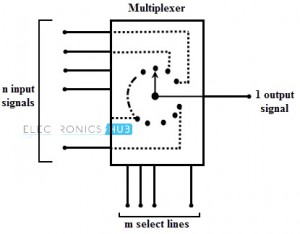 Multiplexer
n input
signals
1 output
signal
ELECTRONICS HUB
m select lines